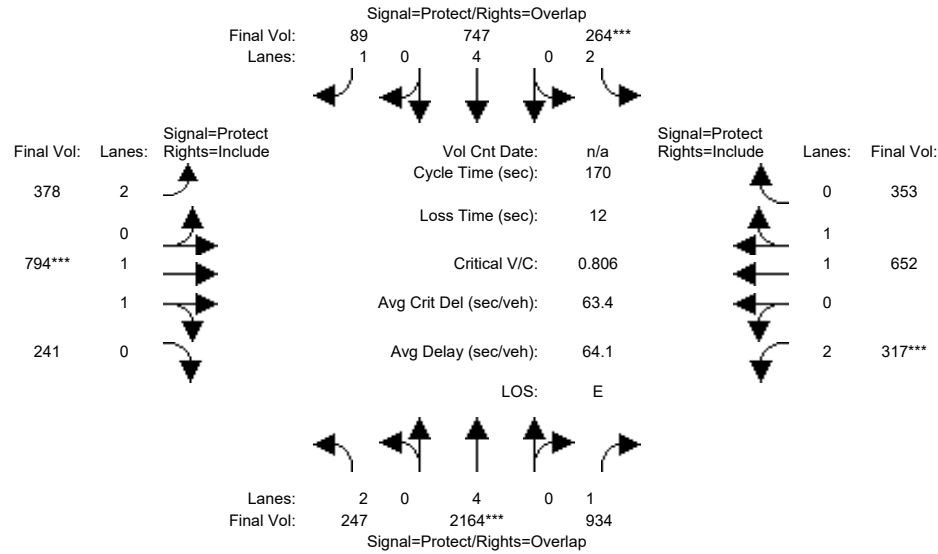 Signal=Protect/Rights=Overlap
Final Vol: 89 747 264***
Lanes: 1 0 4 0 2
Signal=Protect Signal=Protect
Final Vol: Lanes: Rights=Include Vol Cnt Date: n/a Rights=Include Lanes: Final Vol:
Cycle Time (sec): 170
378 2 0 353
Loss Time (sec): 12
0 1
794*** 1 Critical V/C: 0.806 1 652
1 Avg Crit Del (sec/veh): 63.4 0
241 0 Avg Delay (sec/veh): 64.1 2 317***
LOS: E
Lanes: 2 0 4 0 1
Final Vol: 247 2164*** 934
Signal=Protect/Rights=Overlap